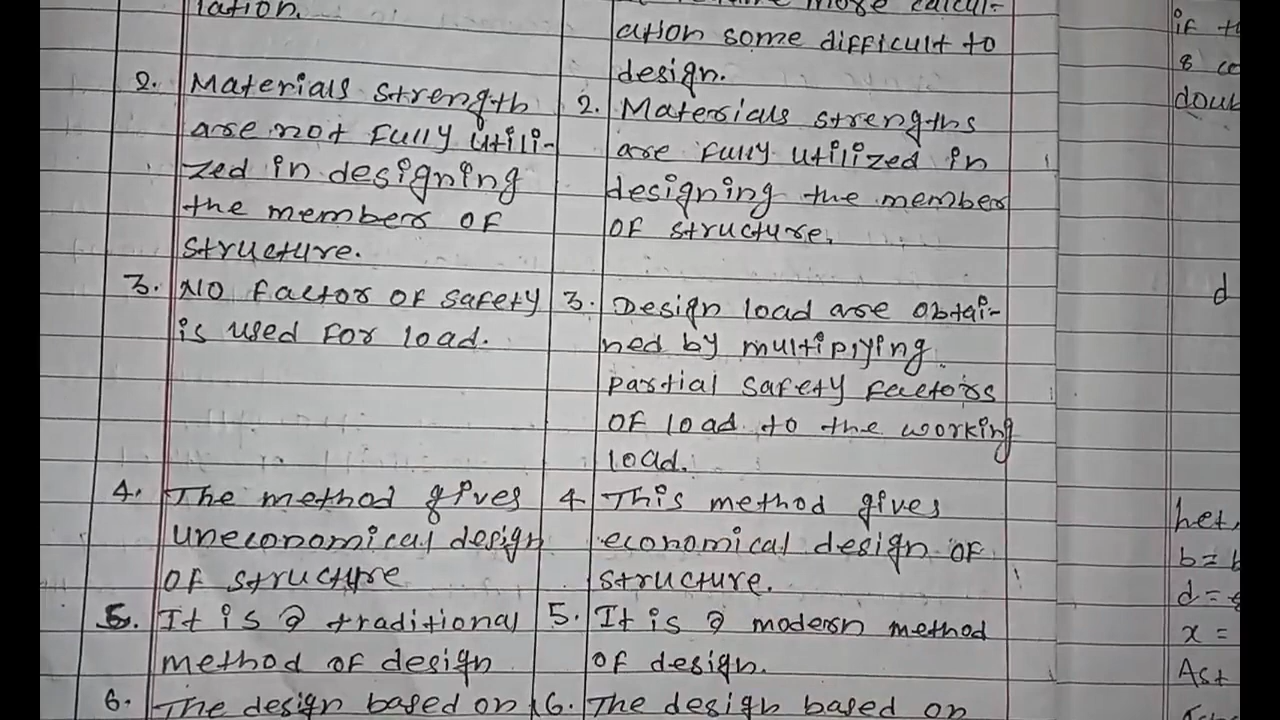 lation.
more calcul-
ation some difficult to
design.
2. Materials strength
are not fully utili-
zed in designing
the members of
structure.
2. Materials strengths
are fully utilized in
designing the member
of structure.
3. No factor of safety
is used for load.
3. Design load are obtai-
ned by multiplying
partial safety factors
of load to the working
load.
4. The method gives
uneconomical design
of structure
4 This method gives
economical design of
structure.
5. It is a traditional
method of design
5. It is a modern method
of design.
6. The design based on
6. The design based on
if
8
d
b=
d=
x=
Ast